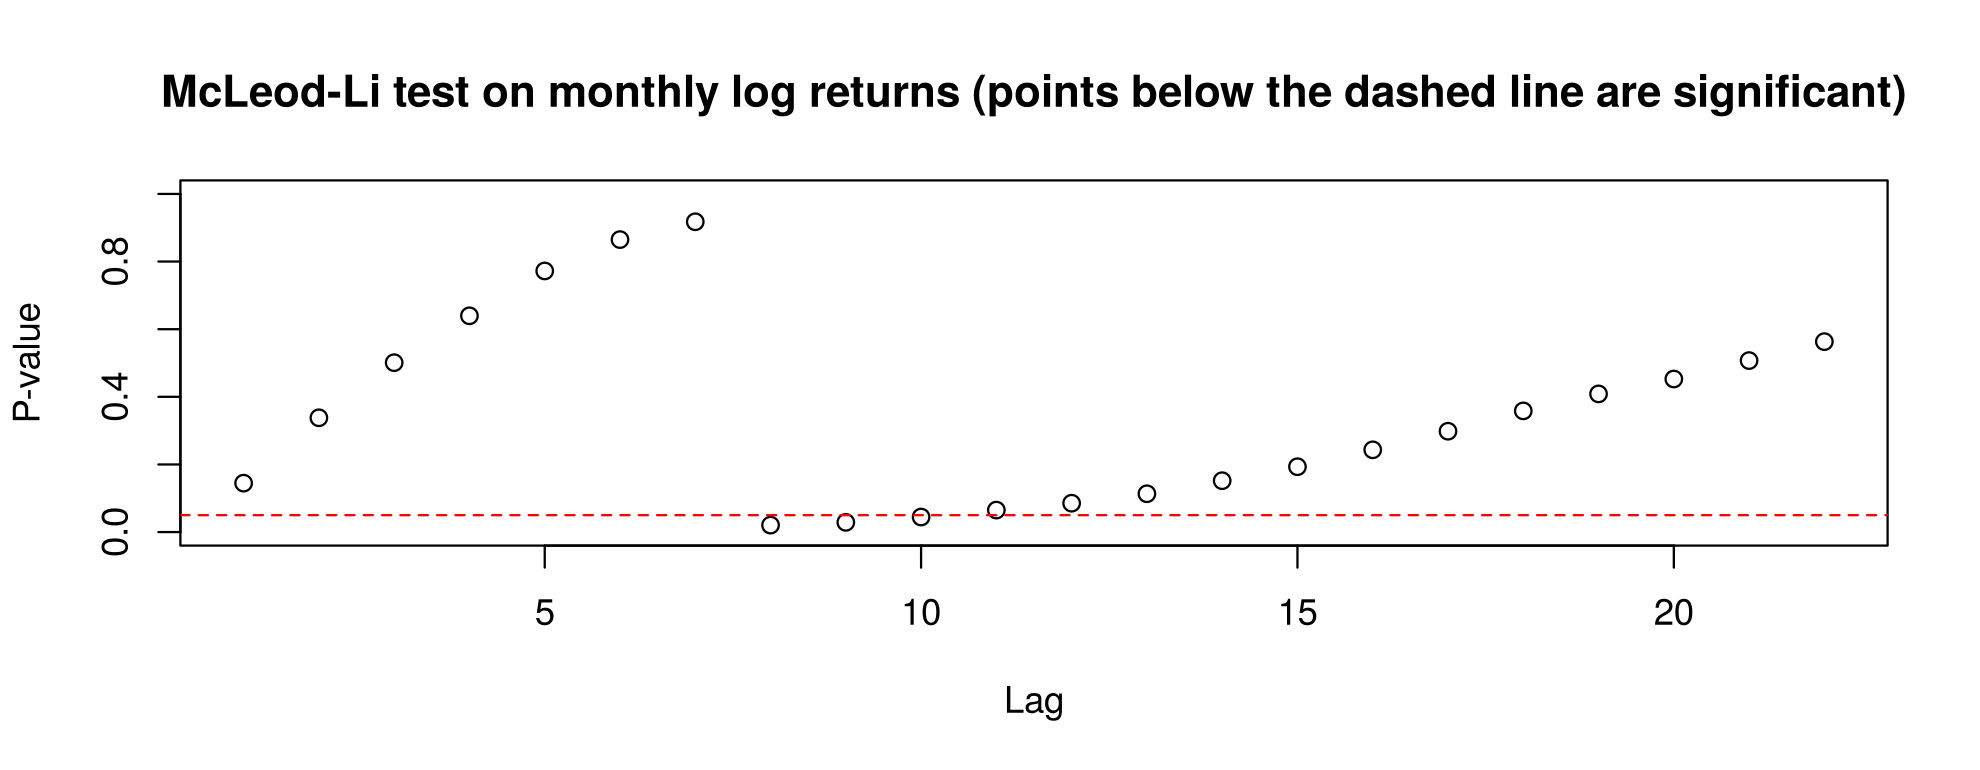 McLeod-Li test on monthly log returns (points below the dashed line are significant)
P-value
0.8
0.4
0.0
5 10 15 20
Lag